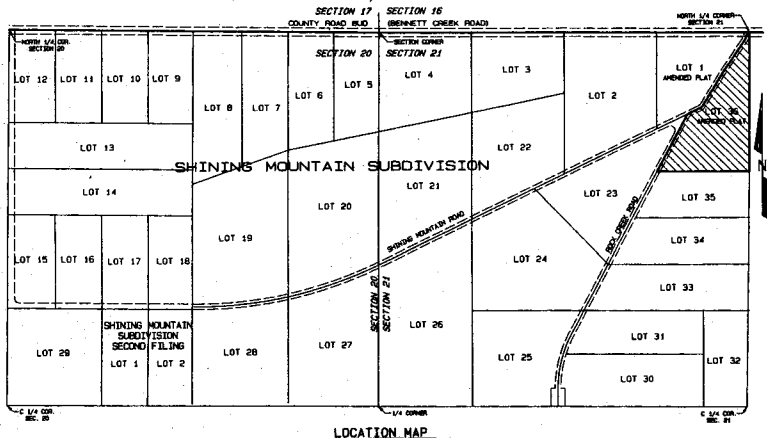 SECTION 17 SECTION 16
COUNTY ROAD BUD (BENNETT CREEK ROAD)
NORTH 1/4 CORNER
SECTION 21
NORTH 1/4 COR.
SECTION 20
SECTION CORNER
SECTION 20 SECTION 21
LOT 12
LOT 11
LOT 10
LOT 9
LOT 8
LOT 7
LOT 6
LOT 5
LOT 4
LOT 3
LOT 2
LOT 1
AMENDED PLAT
LOT 36
AMENDED PLAT
LOT 13
LOT 22
SHINING MOUNTAIN SUBDIVISION
N
LOT 14
LOT 21
LOT 23
LOT 35
LOT 20
SHINING MOUNTAIN ROAD
ROCK CREEK ROAD
LOT 34
LOT 15
LOT 16
LOT 17
LOT 18
LOT 19
LOT 24
LOT 33
SECTION 20
SECTION 21
SHINING MOUNTAIN
SUBDIVISION
SECOND FILING
LOT 29
LOT 1
LOT 2
LOT 28
LOT 27
LOT 26
LOT 25
LOT 31
LOT 32
LOT 30
C 1/4 COR.
SEC. 20
1/4 CORNER
C 1/4 COR.
SEC. 21
LOCATION MAP